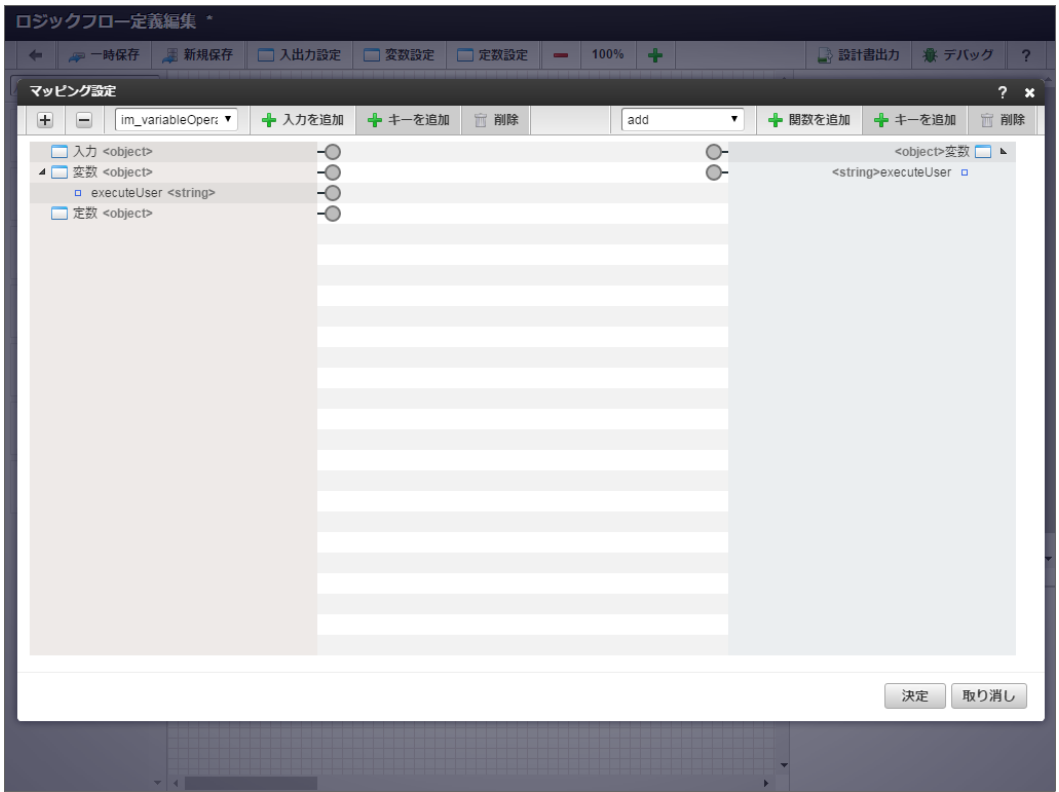 ロジックフロー定義編集 *
一時保存 新規保存 入出力設定 変数設定 定数設定 100% 設計書出力 デバッグ ?
マッピング設定 ?
im_variableOpera 入力を追加 キーを追加 削除 add 関数を追加 キーを追加 削除
入力 <object> <object>変数
変数 <object> <string>executeUser
executeUser <string>
定数 <object>
決定 取り消し